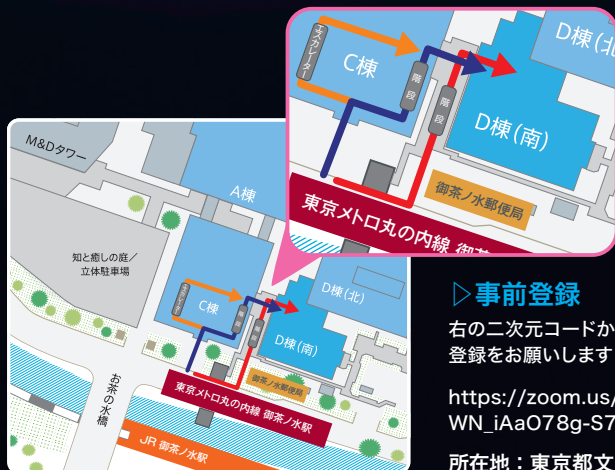 エスカレーター
C棟
階段
階段
D棟(北
D棟(南)
御茶ノ水郵便局
東京メトロ丸の内線 御茶
M&Dタワー
A棟
知と癒しの庭/
立体駐車場
エスカレーター
C棟
階段
階段
D棟(北)
D棟(南)
御茶ノ水郵便局
お茶の水橋
東京メトロ丸の内線 御茶ノ水駅
JR 御茶ノ水駅
▷事前登録
右の二次元コードか
登録をお願いします
https://zoom.us/
WN_iAaO78g-S7
所在地:東京都文